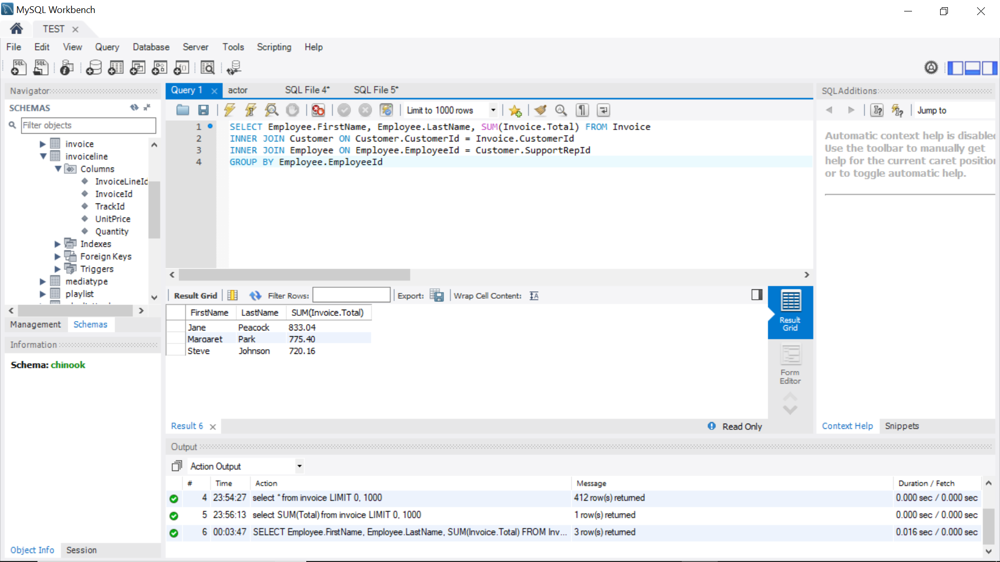 MySQL Workbench
TEST
File Edit View Query Database Server Tools Scripting Help
Navigator
SCHEMAS
Filter objects
invoice
invoiceline
Columns
InvoiceLineId
InvoiceId
TrackId
UnitPrice
Quantity
Indexes
Foreign Keys
Triggers
mediatype
playlist
Management Schemas
Information
Schema: chinook
Object Info Session
Query 1 actor SQL File 4* SQL File 5*
Limit to 1000 rows
1 SELECT Employee.FirstName, Employee.LastName, SUM(Invoice.Total) FROM Invoice
2 INNER JOIN Customer ON Customer.CustomerId = Invoice.CustomerId
3 INNER JOIN Employee ON Employee.EmployeeId = Customer.SupportRepId
4 GROUP BY Employee.EmployeeId
Result Grid Filter Rows: Export: Wrap Cell Content:
FirstName LastName SUM(Invoice.Total)
Jane Peacock 833.04
Margaret Park 775.40
Steve Johnson 720.16
Result Grid
Form Editor
Result 6 Read Only
SQLAdditions
Jump to
Automatic context help is disabled
Use the toolbar to manually get
help for the current caret position
or to toggle automatic help.
Context Help Snippets
Output
Action Output
# Time Action Message Duration / Fetch
4 23:54:27 select * from invoice LIMIT 0, 1000 412 row(s) returned 0.000 sec / 0.000 sec
5 23:56:13 select SUM(Total) from invoice LIMIT 0, 1000 1 row(s) returned 0.000 sec / 0.000 sec
6 00:03:47 SELECT Employee.FirstName, Employee.LastName, SUM(Invoice.Total) FROM Inv... 3 row(s) returned 0.016 sec / 0.000 sec